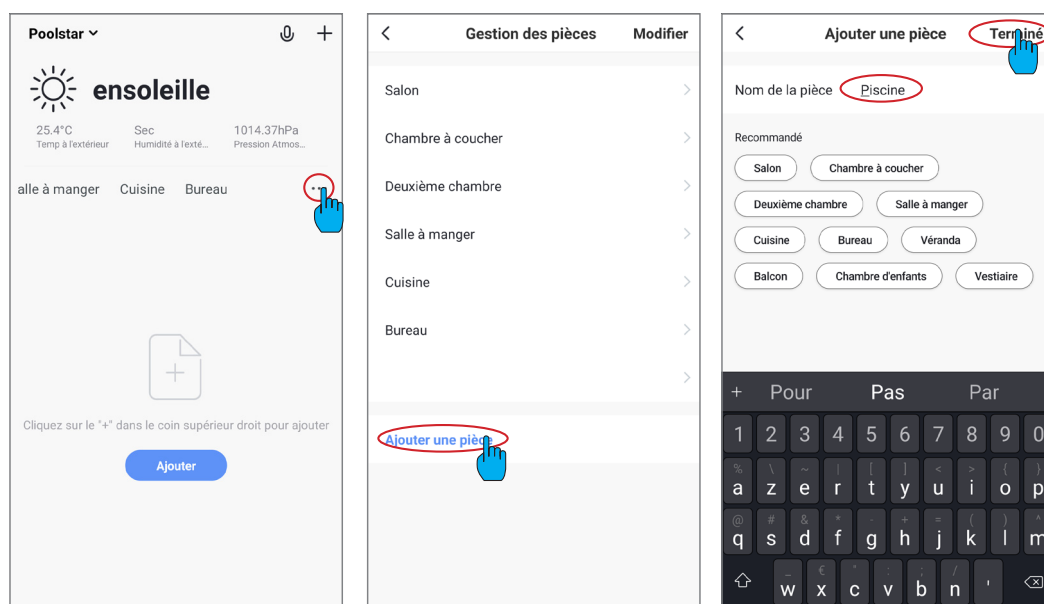 Poolstar
ensoleille
25.4°C Sec 1014.37hPa
Temp à l'extérieur Humidité à l'exté... Pression Atmos...
alle à manger Cuisine Bureau ...
Cliquez sur le "+" dans le coin supérieur droit pour ajouter
Ajouter
Gestion des pièces Modifier
Salon
Chambre à coucher
Deuxième chambre
Salle à manger
Cuisine
Bureau
Ajouter une pièce
Ajouter une pièce Terminé
Nom de la pièce Piscine
Recommandé
Salon Chambre à coucher
Deuxième chambre Salle à manger
Cuisine Bureau Véranda
Balcon Chambre d'enfants Vestiaire
+ Pour Pas Par
1 2 3 4 5 6 7 8 9 0
% \ ~ | [ ] < > { }
a z e r t y u i o p
@ # & * - + = ( ) ^
q s d f g h j k l m
_ € " : ; /
w x c v b n '